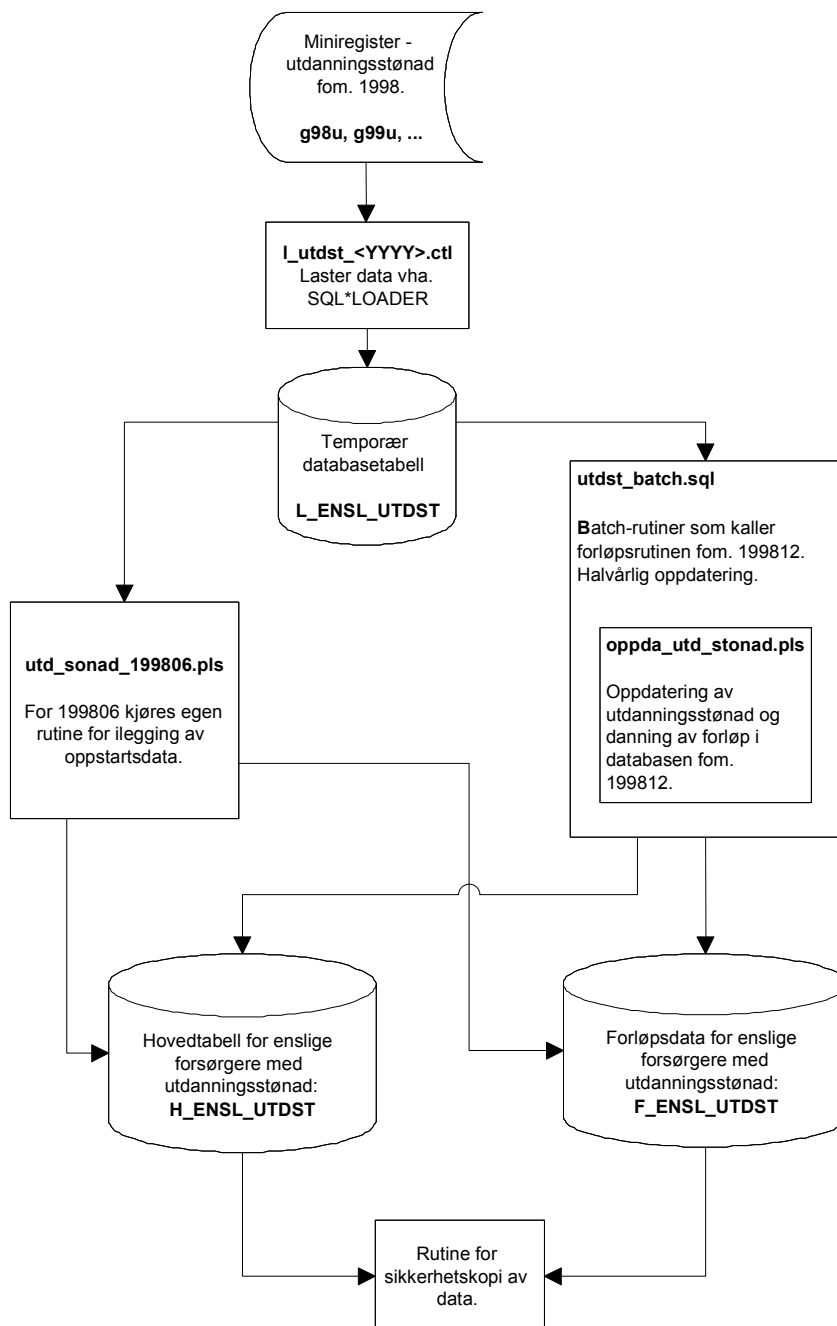 Miniregister -
utdanningsstønad
fom. 1998.
g98u, g99u, ...
l_utdst_<YYYY>.ctl
Laster data vha.
SQL*LOADER
Temporær
databasetabell
L_ENSL_UTDST
utdst_batch.sql
Batch-rutiner som kaller
forløpsrutinen fom. 199812.
Halvårlig oppdatering.
oppda_utd_stonad.pls
Oppdatering av
utdanningsstønad og
danning av forløp i
databasen fom.
199812.
utd_sonad_199806.pls
For 199806 kjøres egen
rutine for ilegging av
oppstartsdata.
Hovedtabell for enslige
forsørgere med
utdanningsstønad:
H_ENSL_UTDST
Forløpsdata for enslige
forsørgere med
utdanningsstønad:
F_ENSL_UTDST
Rutine for
sikkerhetskopi av
data.